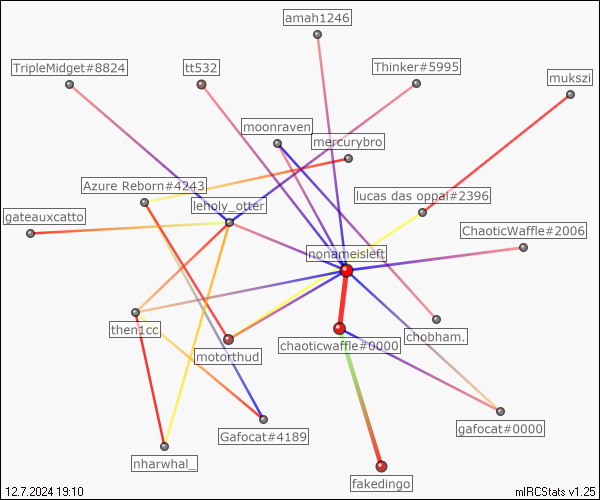 amah1246
TripleMidget#8824
tt532
Thinker#5995
mukszi
moonraven
mercurybro
Azure Reborn#4243
leholy_otter
lucas das oppai#2396
gateauxcatto
ChaoticWaffle#2006
nonameisleft
then1cc
motorthud
chaoticwaffle#0000
chobham.
Gafocat#4189
gafocat#0000
nharwhal_
fakedingo
12.7.2024 19:10
mIRCStats v1.25